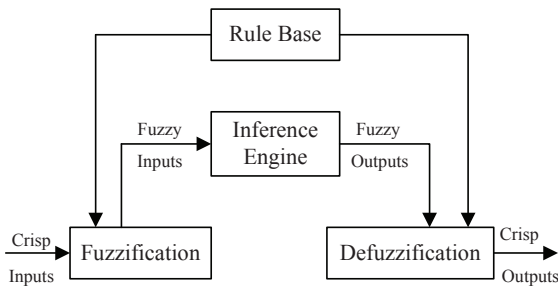 Rule Base
Fuzzy
Inputs
Inference
Engine
Fuzzy
Outputs
Crisp
Inputs
Fuzzification
Defuzzification
Crisp
Outputs